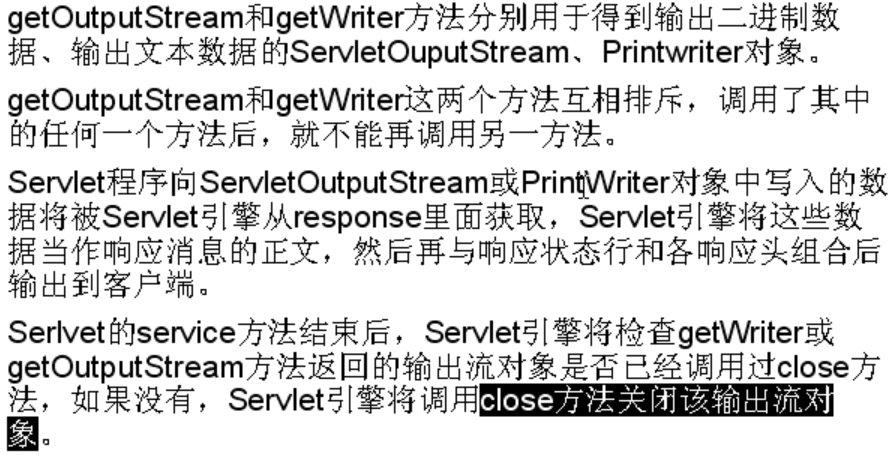 getOutputStream和getWriter方法分别用于得到输出二进制数
据、输出文本数据的ServletOuputStream、Printwriter对象。
getOutputStream和getWriter这两个方法互相排斥，调用了其中
的任何一个方法后，就不能再调用另一方法。
Servlet程序向ServletOutputStream或PrintWriter对象中写入的数
据将被Servlet引擎从response里面获取，Servlet引擎将这些数
据当作响应消息的正文，然后再与响应状态行和各响应头组合后
输出到客户端。
Serlvet的service方法结束后，Servlet引擎将检查getWriter或
getOutputStream方法返回的输出流对象是否已经调用过close方
法，如果没有，Servlet引擎将调用close方法关闭该输出流对
象。